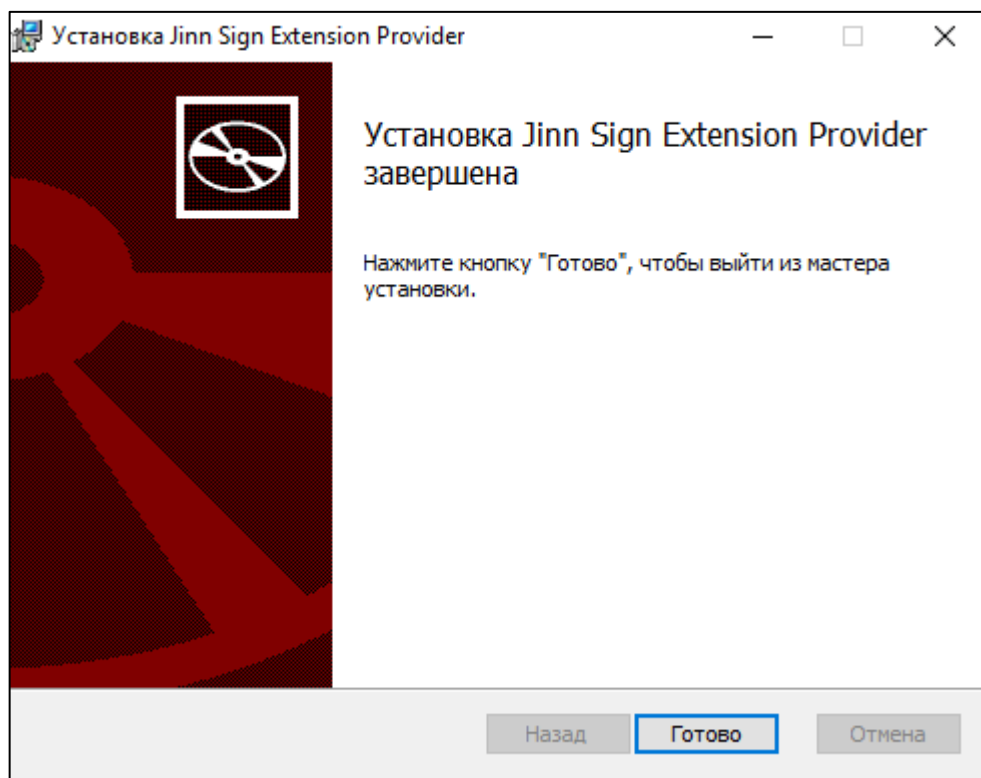 Установка Jinn Sign Extension Provider
Установка Jinn Sign Extension Provider
завершена
Нажмите кнопку "Готово", чтобы выйти из мастера
установки.
Назад
Готово
Отмена